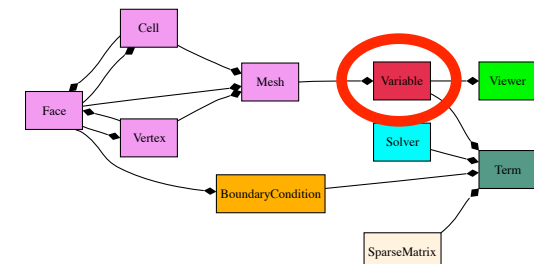 Cell
Mesh
Variable
Viewer
Face
Vertex
Solver
Term
BoundaryCondition
SparseMatrix